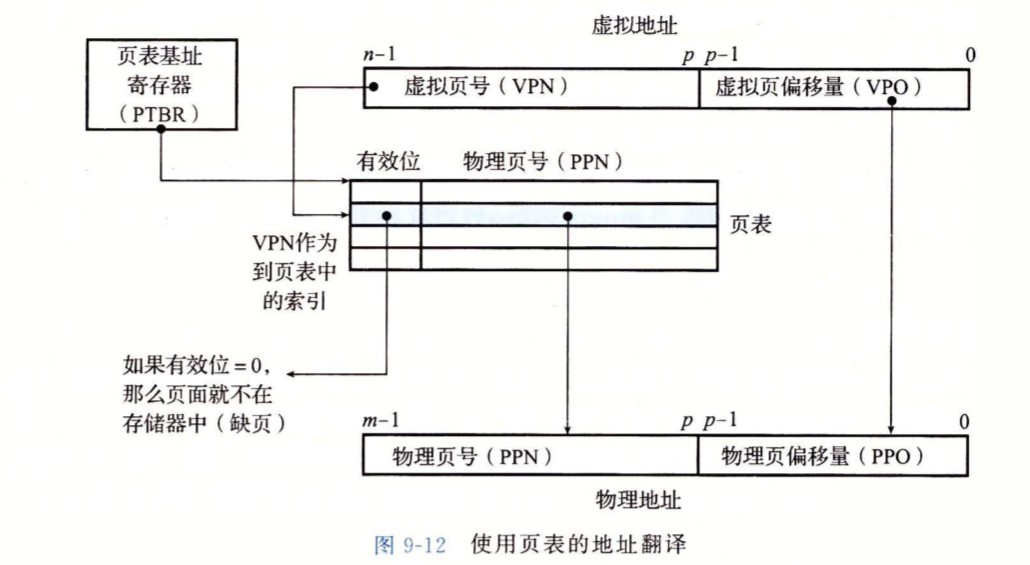 虚拟地址
页表基址
寄存器
（PTBR）
n-1
p p-1
0
虚拟页号（VPN）
虚拟页偏移量（VPO）
有效位
物理页号（PPN）
页表
VPN作为
到页表中
的索引
如果有效位=0，
那么页面就不在
存储器中（缺页）
m-1
p p-1
0
物理页号（PPN）
物理页偏移量（PPO）
物理地址
图 9-12 使用页表的地址翻译